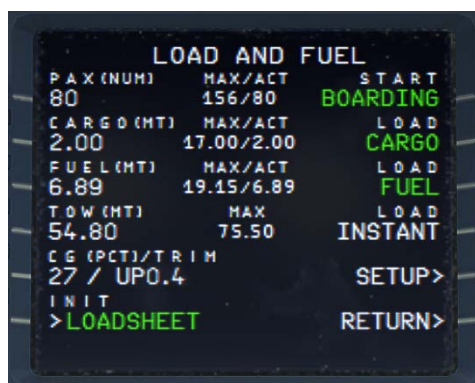 LOAD AND FUEL
PAX(NUM) MAX/ACT START
80 156/80 BOARDING
CARGO(MT) MAX/ACT LOAD
2.00 17.00/2.00 CARGO
FUEL(MT) MAX/ACT LOAD
6.89 19.15/6.89 FUEL
TOW(MT) MAX LOAD
54.80 75.50 INSTANT
CG (PCT)/TRIM
27 / UP0.4 SETUP>
INIT
>LOADSHEET RETURN>